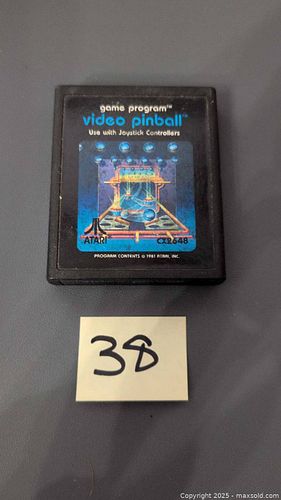 game program™
video pinball™
Use with Joystick Controllers
ATARI
CX2648
PROGRAM CONTENTS © 1981 ATARI, INC.
38
Copyright 2025 - maxsold.com